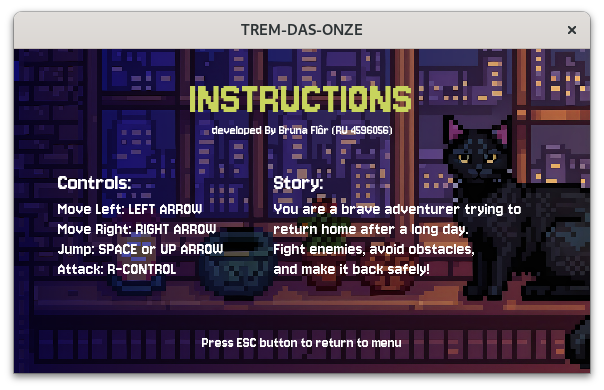 TREM-DAS-ONZE
INSTRUCTIONS
developed By Bruna Flôr (RU 4596056)
Controls:
Move Left: LEFT ARROW
Move Right: RIGHT ARROW
Jump: SPACE or UP ARROW
Attack: R-CONTROL
Story:
You are a brave adventurer trying to
return home after a long day.
Fight enemies, avoid obstacles,
and make it back safely!
Press ESC button to return to menu